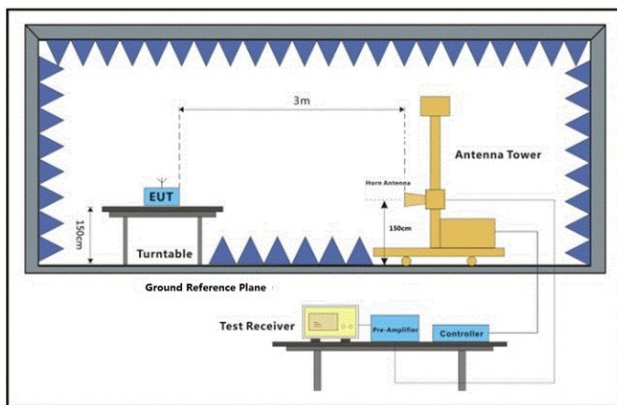 3m
Antenna Tower
Horn Antenna
EUT
150cm
150cm
Turntable
Ground Reference Plane
Test Receiver
Pre-Amplifier
Controller